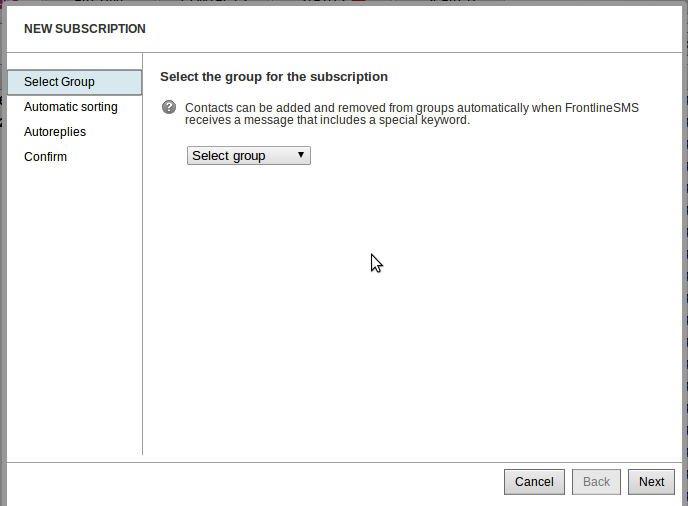 NEW SUBSCRIPTION
Select Group
Automatic sorting
Autoreplies
Confirm
Select the group for the subscription
? Contacts can be added and removed from groups automatically when FrontlineSMS
receives a message that includes a special keyword.
Select group
Cancel Back Next